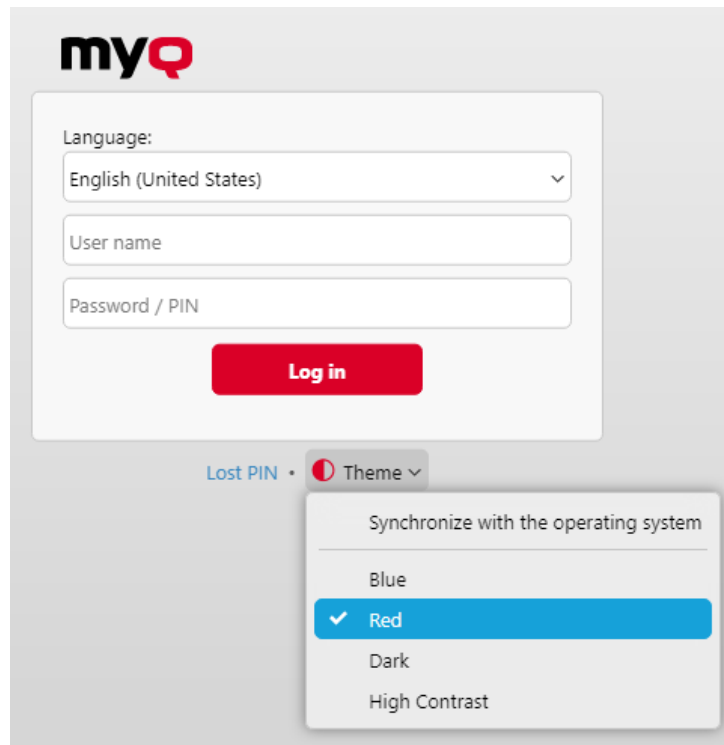 myQ
Language:
English (United States)
User name
Password / PIN
Log in
Lost PIN • Theme
Synchronize with the operating system
Blue
Red
Dark
High Contrast